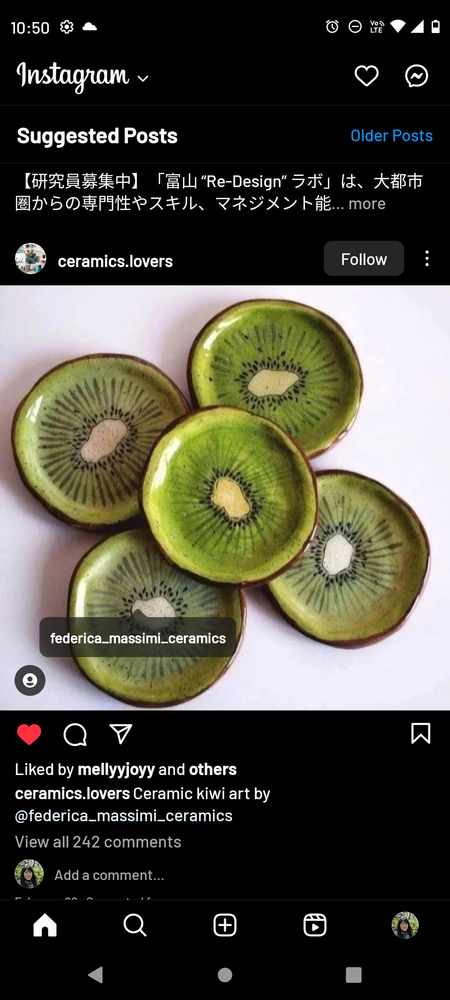 10:50
Vo LTE
Instagram
Suggested Posts
Older Posts
【研究員募集中】「富山 “Re-Design” ラボ」は、大都市
圏からの専門性やスキル、マネジメント能... more
ceramics.lovers
Follow
federica_massimi_ceramics
Liked by mellyyjoyy and others
ceramics.lovers Ceramic kiwi art by
@federica_massimi_ceramics
View all 242 comments
Add a comment...